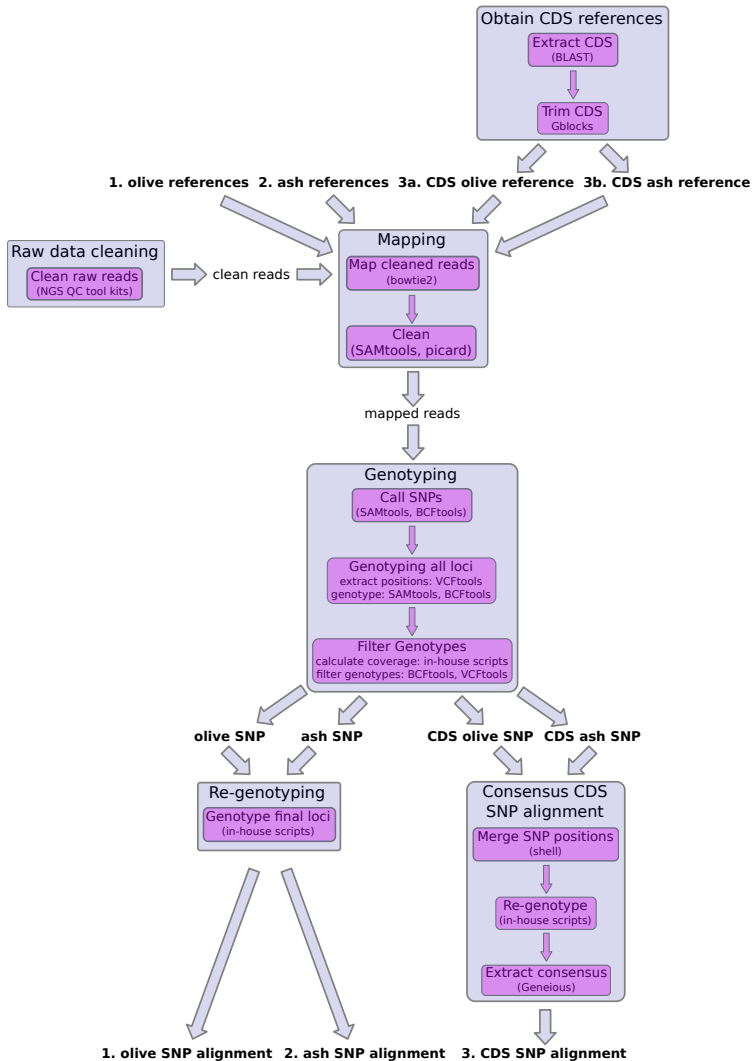 Obtain CDS references
Extract CDS
(BLAST)
Trim CDS
Gblocks
1. olive references 2. ash references 3a. CDS olive reference 3b. CDS ash reference
Raw data cleaning
Clean raw reads
(NGS QC tool kits)
clean reads
Mapping
Map cleaned reads
(bowtie2)
Clean
(SAMtools, picard)
mapped reads
Genotyping
Call SNPs
(SAMtools, BCFtools)
Genotyping all loci
extract positions: VCFtools
genotype: SAMtools, BCFtools
Filter Genotypes
calculate coverage: in-house scripts
filter genotypes: BCFtools, VCFtools
olive SNP ash SNP CDS olive SNP CDS ash SNP
Re-genotyping
Genotype final loci
(in-house scripts)
Consensus CDS
SNP alignment
Merge SNP positions
(shell)
Re-genotype
(in-house scripts)
Extract consensus
(Geneious)
1. olive SNP alignment 2. ash SNP alignment 3. CDS SNP alignment